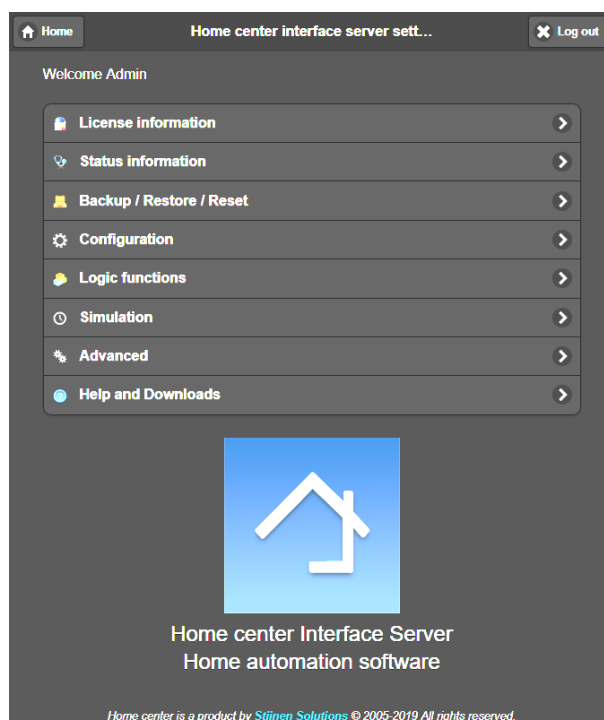 Home
Home center interface server sett...
Log out
Welcome Admin
License information
Status information
Backup / Restore / Reset
Configuration
Logic functions
Simulation
Advanced
Help and Downloads
Home center Interface Server
Home automation software
Home center is a product by Stijnen Solutions © 2005-2019 All rights reserved.